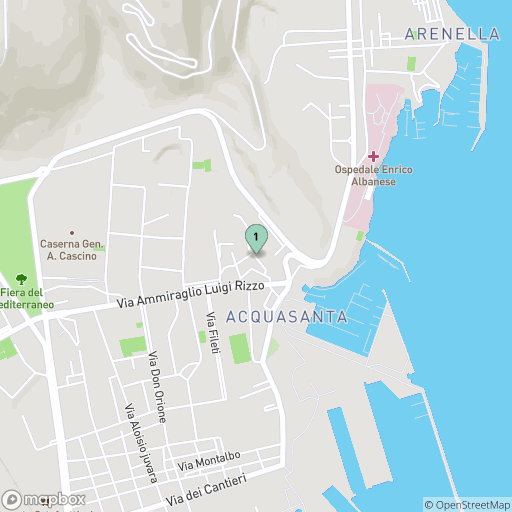 ARENELLA
Ospedale Enrico
Albanese
Caserna Gen.
A. Cascino
1
Fiera del
editerraneo
Via Ammiraglio Luigi Rizzo
ACQUASANTA
Via Fileti
Via Don Orione
Via Aloisio juvara
Via Montalbo
Via dei Cantieri
mapbox
© OpenStreetMap